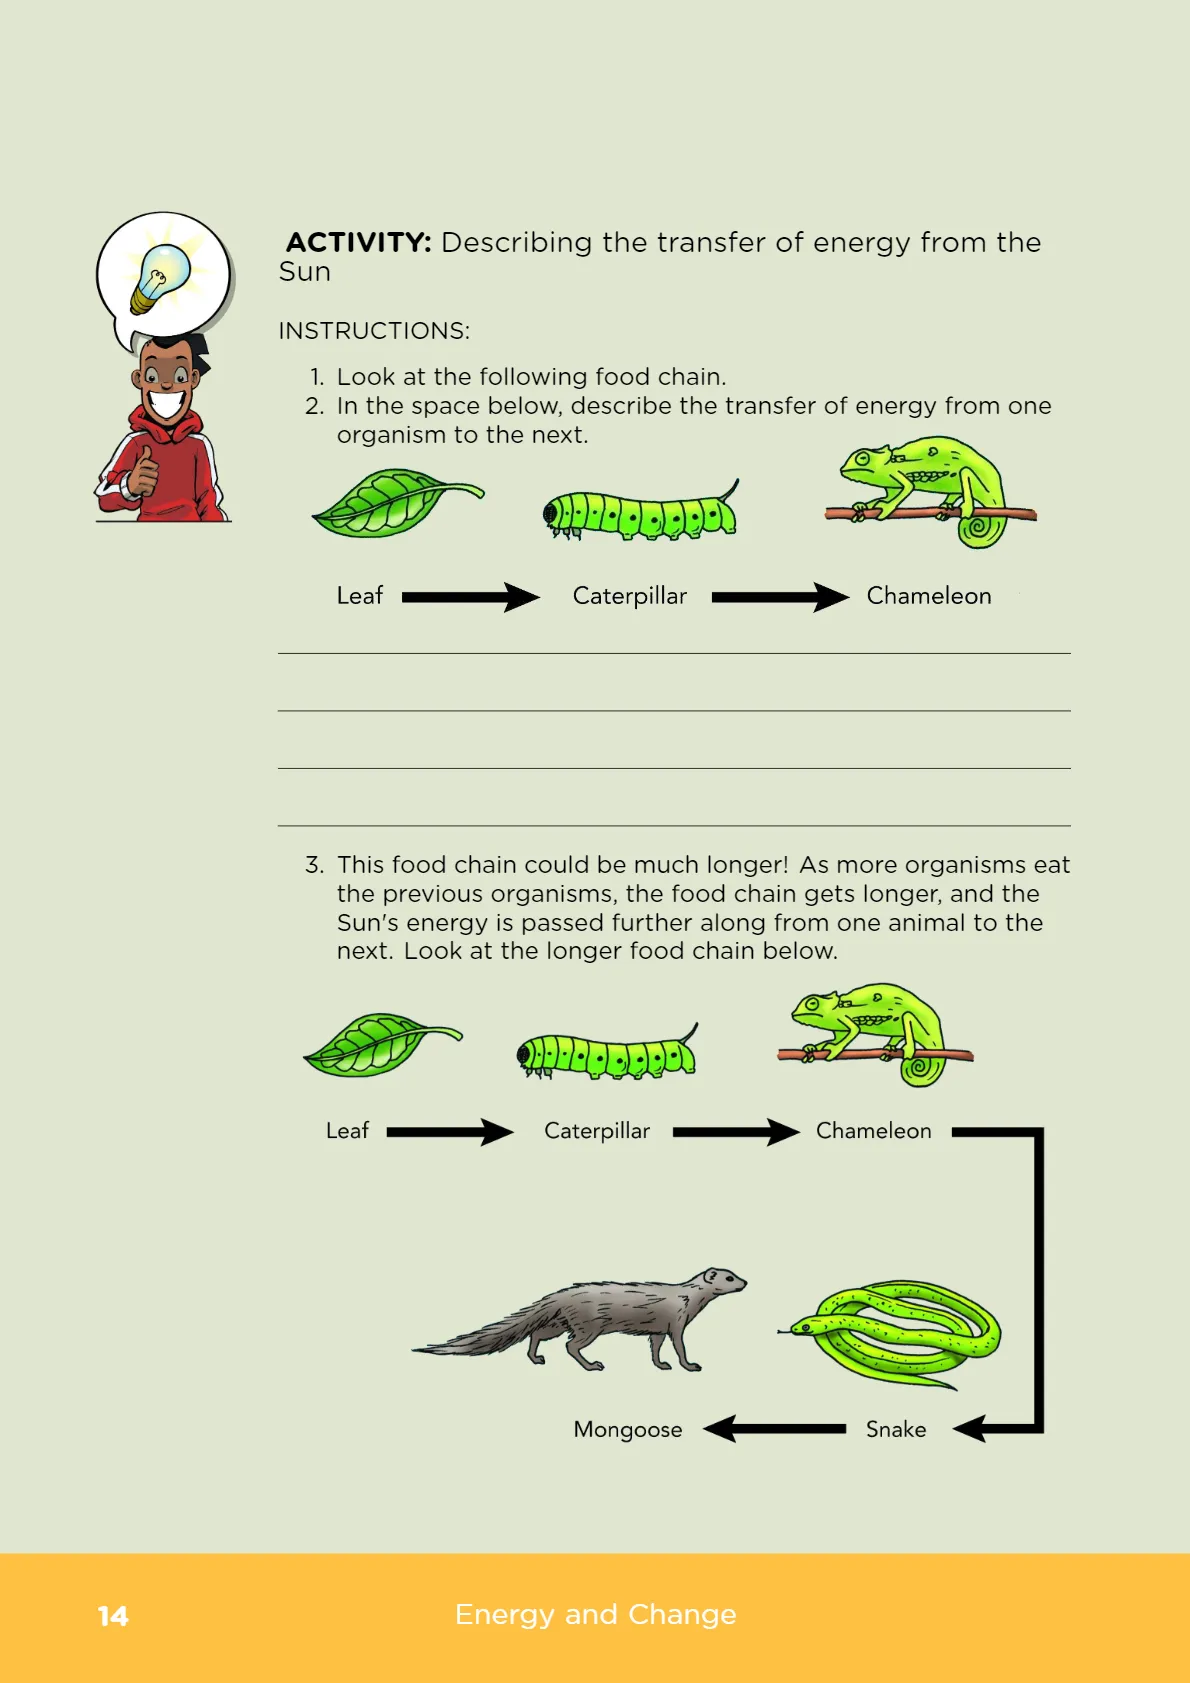 ACTIVITY: Describing the transfer of energy from the
Sun
INSTRUCTIONS:
1. Look at the following food chain.
2. In the space below, describe the transfer of energy from one
organism to the next.
Leaf Caterpillar Chameleon
3. This food chain could be much longer! As more organisms eat
the previous organisms, the food chain gets longer, and the
Sun's energy is passed further along from one animal to the
next. Look at the longer food chain below.
Leaf Caterpillar Chameleon
Mongoose Snake
14 Energy and Change